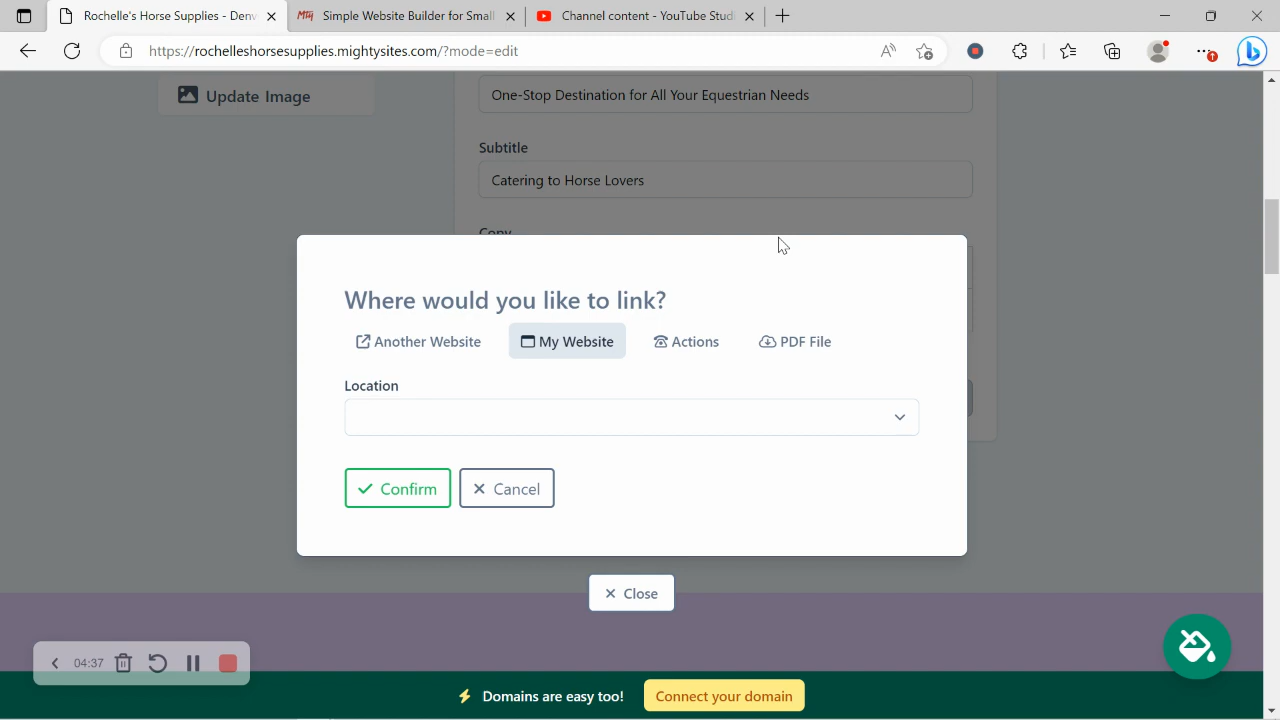 Rochelle's Horse Supplies - Denv
Simple Website Builder for Small
Channel content - YouTube Studi
https://rochelleshorsesupplies.mightysites.com/?mode=edit
Update Image
One-Stop Destination for All Your Equestrian Needs
Subtitle
Catering to Horse Lovers
Copy
Where would you like to link?
Another Website
My Website
Actions
PDF File
Location
Confirm
Cancel
Close
04:37
Domains are easy too!
Connect your domain